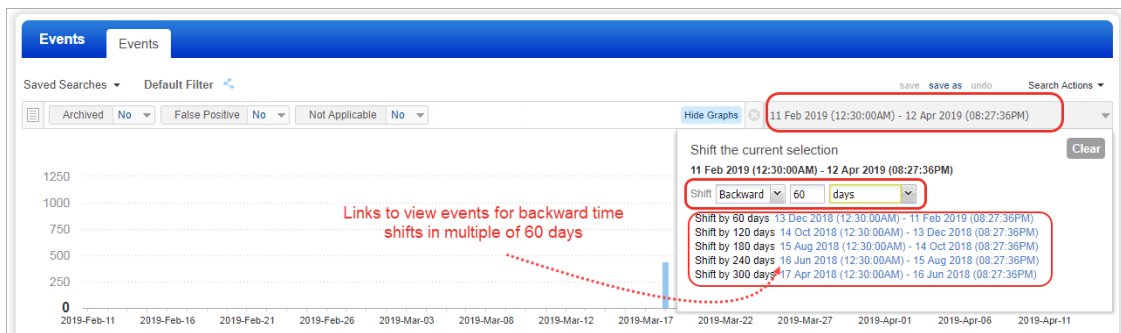 Events
Events
Saved Searches
Default Filter
save save as undo
Search Actions
Archived No
False Positive No
Not Applicable No
Hide Graphs
11 Feb 2019 (12:30:00AM) - 12 Apr 2019 (08:27:36PM)
Shift the current selection
Clear
11 Feb 2019 (12:30:00AM) - 12 Apr 2019 (08:27:36PM)
Shift Backward 60 days
Shift by 60 days 13 Dec 2018 (12:30:00AM) - 11 Feb 2019 (08:27:36PM)
Shift by 120 days 14 Oct 2018 (12:30:00AM) - 13 Dec 2018 (08:27:36PM)
Shift by 180 days 15 Aug 2018 (12:30:00AM) - 14 Oct 2018 (08:27:36PM)
Shift by 240 days 16 Jun 2018 (12:30:00AM) - 15 Aug 2018 (08:27:36PM)
Shift by 300 days 17 Apr 2018 (12:30:00AM) - 16 Jun 2018 (08:27:36PM)
Links to view events for backward time
shifts in multiple of 60 days
1250
1000
750
500
250
0
2019-Feb-11 2019-Feb-16 2019-Feb-21 2019-Feb-26 2019-Mar-03 2019-Mar-08 2019-Mar-12 2019-Mar-17 2019-Mar-22 2019-Mar-27 2019-Apr-01 2019-Apr-06 2019-Apr-11